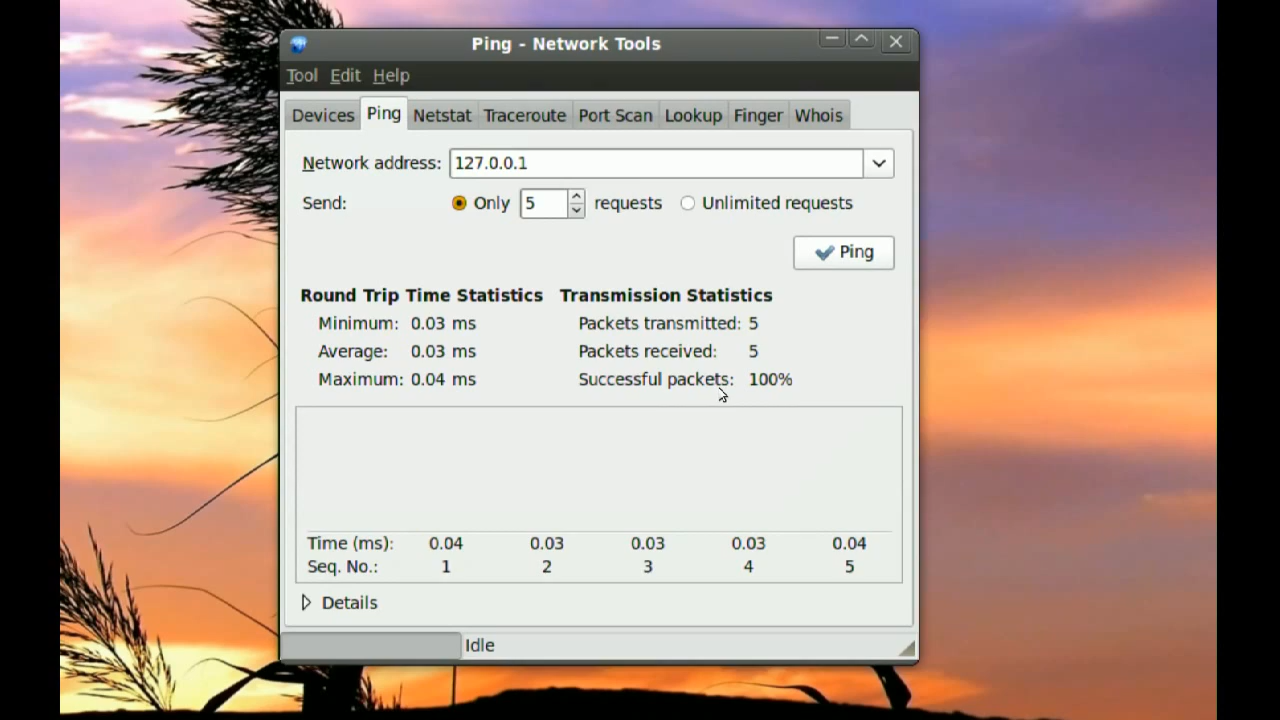 Ping - Network Tools
Tool Edit Help
Devices Ping Netstat Traceroute Port Scan Lookup Finger Whois
Network address: 127.0.0.1
Send: Only 5 requests Unlimited requests
Ping
Round Trip Time Statistics Transmission Statistics
Minimum: 0.03 ms Packets transmitted: 5
Average: 0.03 ms Packets received: 5
Maximum: 0.04 ms Successful packets: 100%
Time (ms): 0.04 0.03 0.03 0.03 0.04
Seq. No.: 1 2 3 4 5
Details
Idle